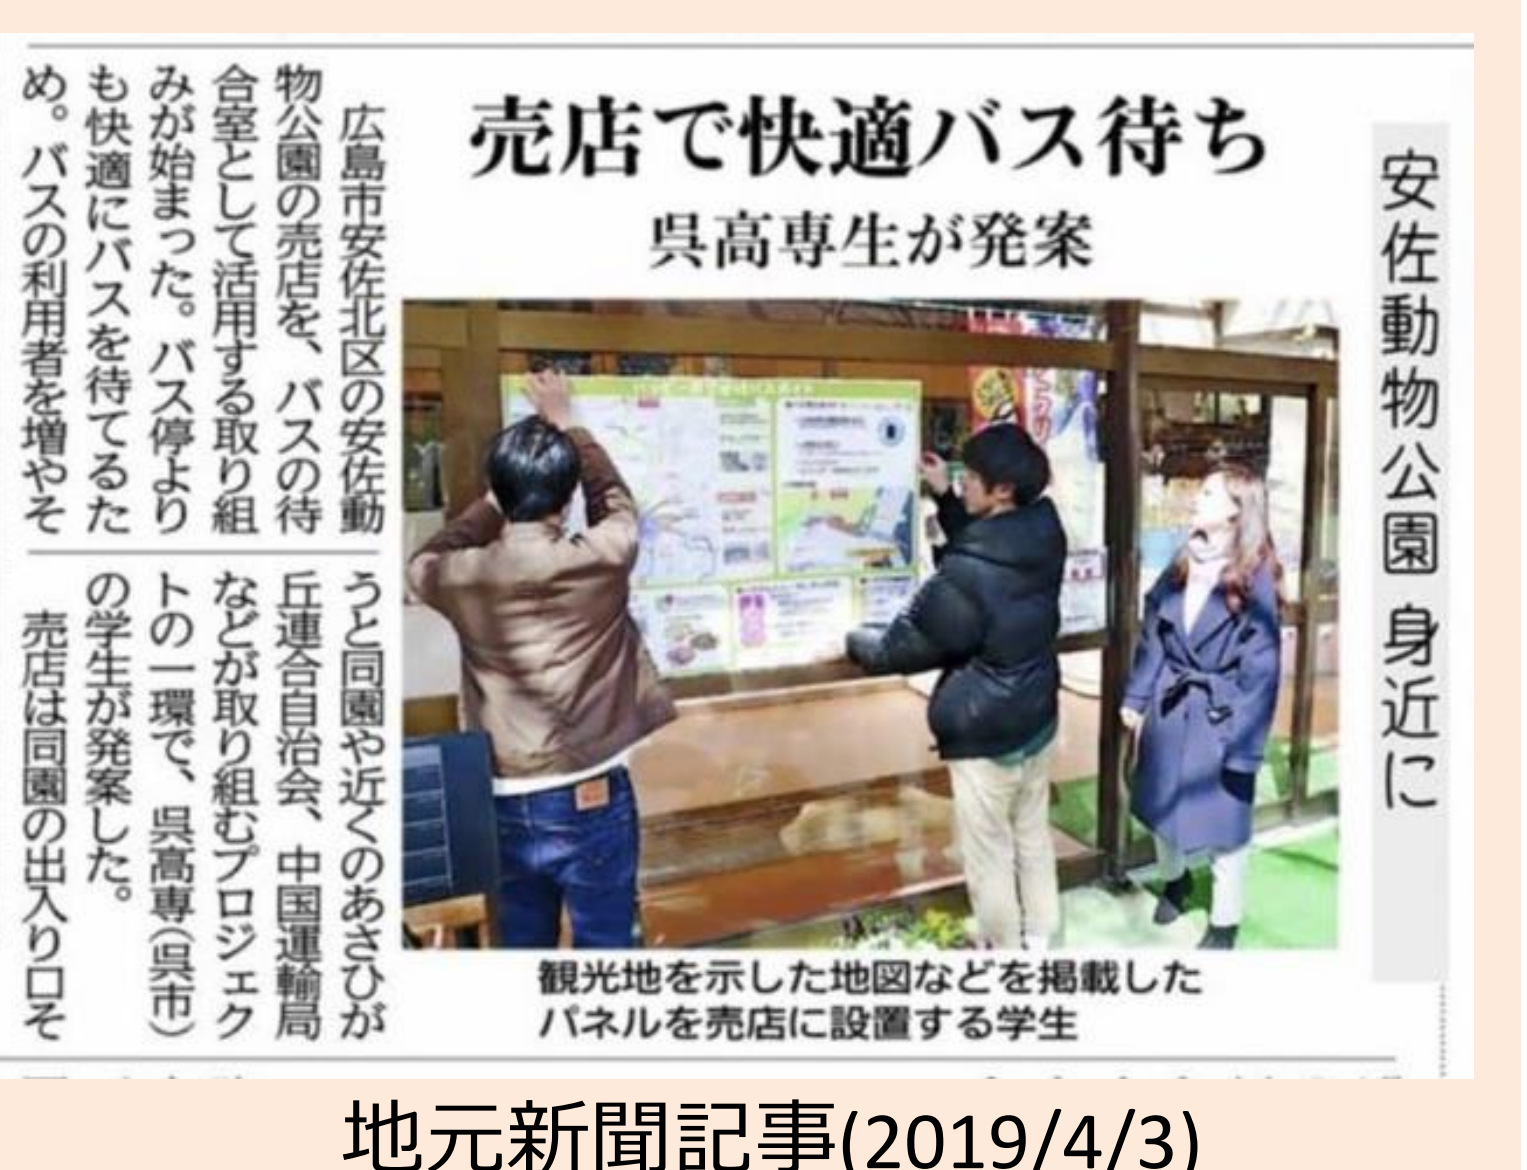 安佐動物公園 身近に
売店で快適バス待ち
呉高専生が発案
観光地を示した地図などを掲載した
パネルを売店に設置する学生
広島市安佐北区の安佐動
物公園の売店を、バスの待
合室として活用する取り組
みが始まった。バス停より
も快適にバスを待てるた
め。バスの利用者を増やそ
うと同園や近くのあさひが
丘連合自治会、中国運輸局
などが取り組むプロジェク
トの一環で、呉高専(呉市)
の学生が発案した。
売店は同園の出入り口そ
地元新聞記事(2019/4/3)